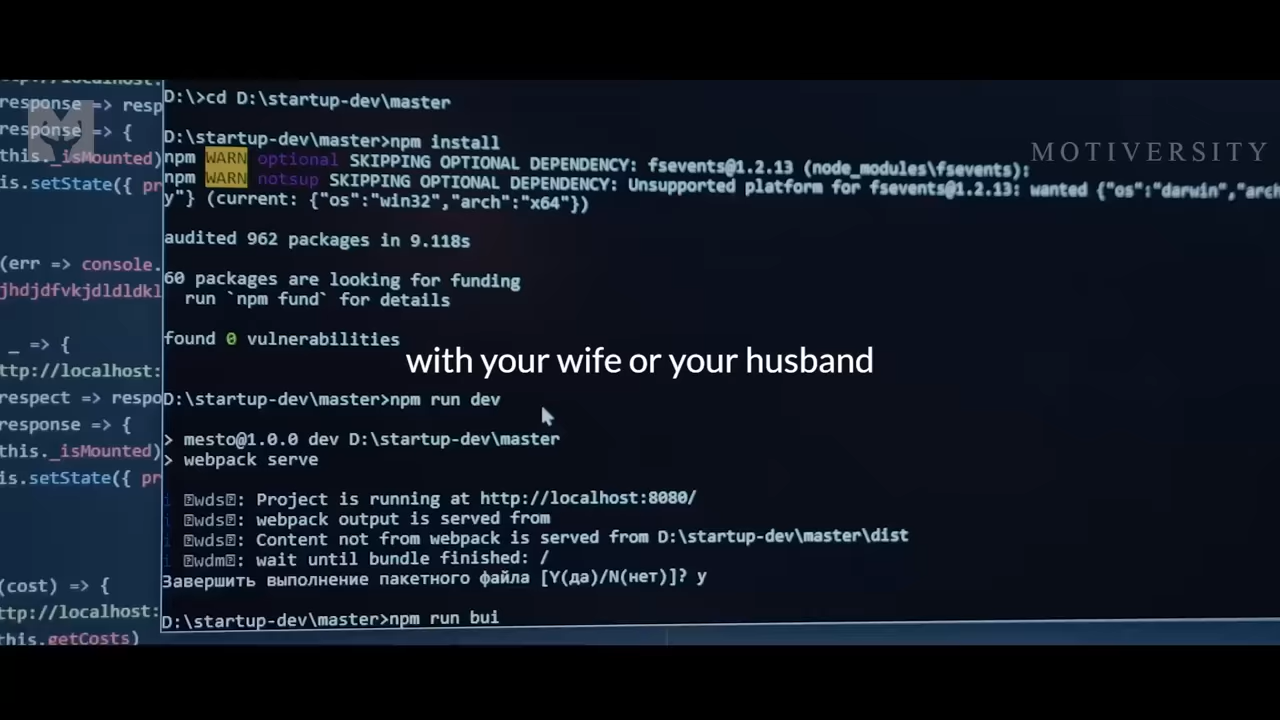 ttp://localhost.
response => resp
response => {
this._isMounted)
is.setState({ pr
(err => console.
jhdjdfvkjdldldkl
_ => {
ttp://localhost:
respect => respo
response => {
this._isMounted)
is.setState({ pr
(cost) => {
ttp://localhost:
this.getCosts)
D:\>cd D:\startup-dev\master
D:\startup-dev\master>npm install
npm WARN optional SKIPPING OPTIONAL DEPENDENCY: fsevents@1.2.13 (node_modules\fsevents):
npm WARN notsup SKIPPING OPTIONAL DEPENDENCY: Unsupported platform for fsevents@1.2.13: wanted {"os":"darwin","arch
y"} (current: {"os":"win32","arch":"x64"})
audited 962 packages in 9.118s
60 packages are looking for funding
run `npm fund` for details
found 0 vulnerabilities
D:\startup-dev\master>npm run dev
> mesto@1.0.0 dev D:\startup-dev\master
> webpack serve
i ⍰wds⍰: Project is running at http://localhost:8080/
i ⍰wds⍰: webpack output is served from
i ⍰wds⍰: Content not from webpack is served from D:\startup-dev\master\dist
i ⍰wdm⍰: wait until bundle finished: /
Завершить выполнение пакетного файла [Y(да)/N(нет)]? y
D:\startup-dev\master>npm run bui
MOTIVERSITY
with your wife or your husband